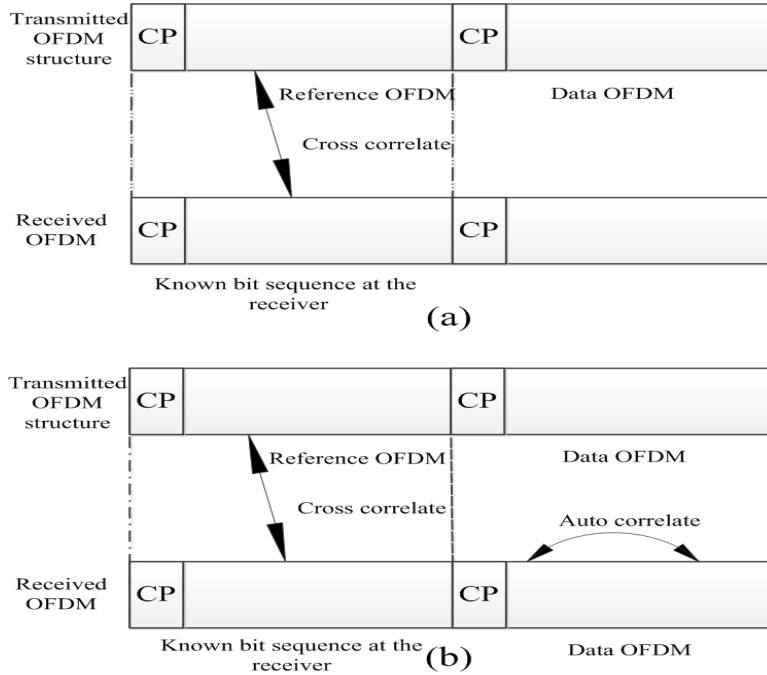 Transmitted
OFDM
structure
CP
CP
Reference OFDM
Data OFDM
Cross correlate
Received
OFDM
CP
CP
Known bit sequence at the
receiver
(a)
Transmitted
OFDM
structure
CP
CP
Reference OFDM
Data OFDM
Cross correlate
Auto correlate
Received
OFDM
CP
CP
Known bit sequence at the
receiver
(b)
Data OFDM